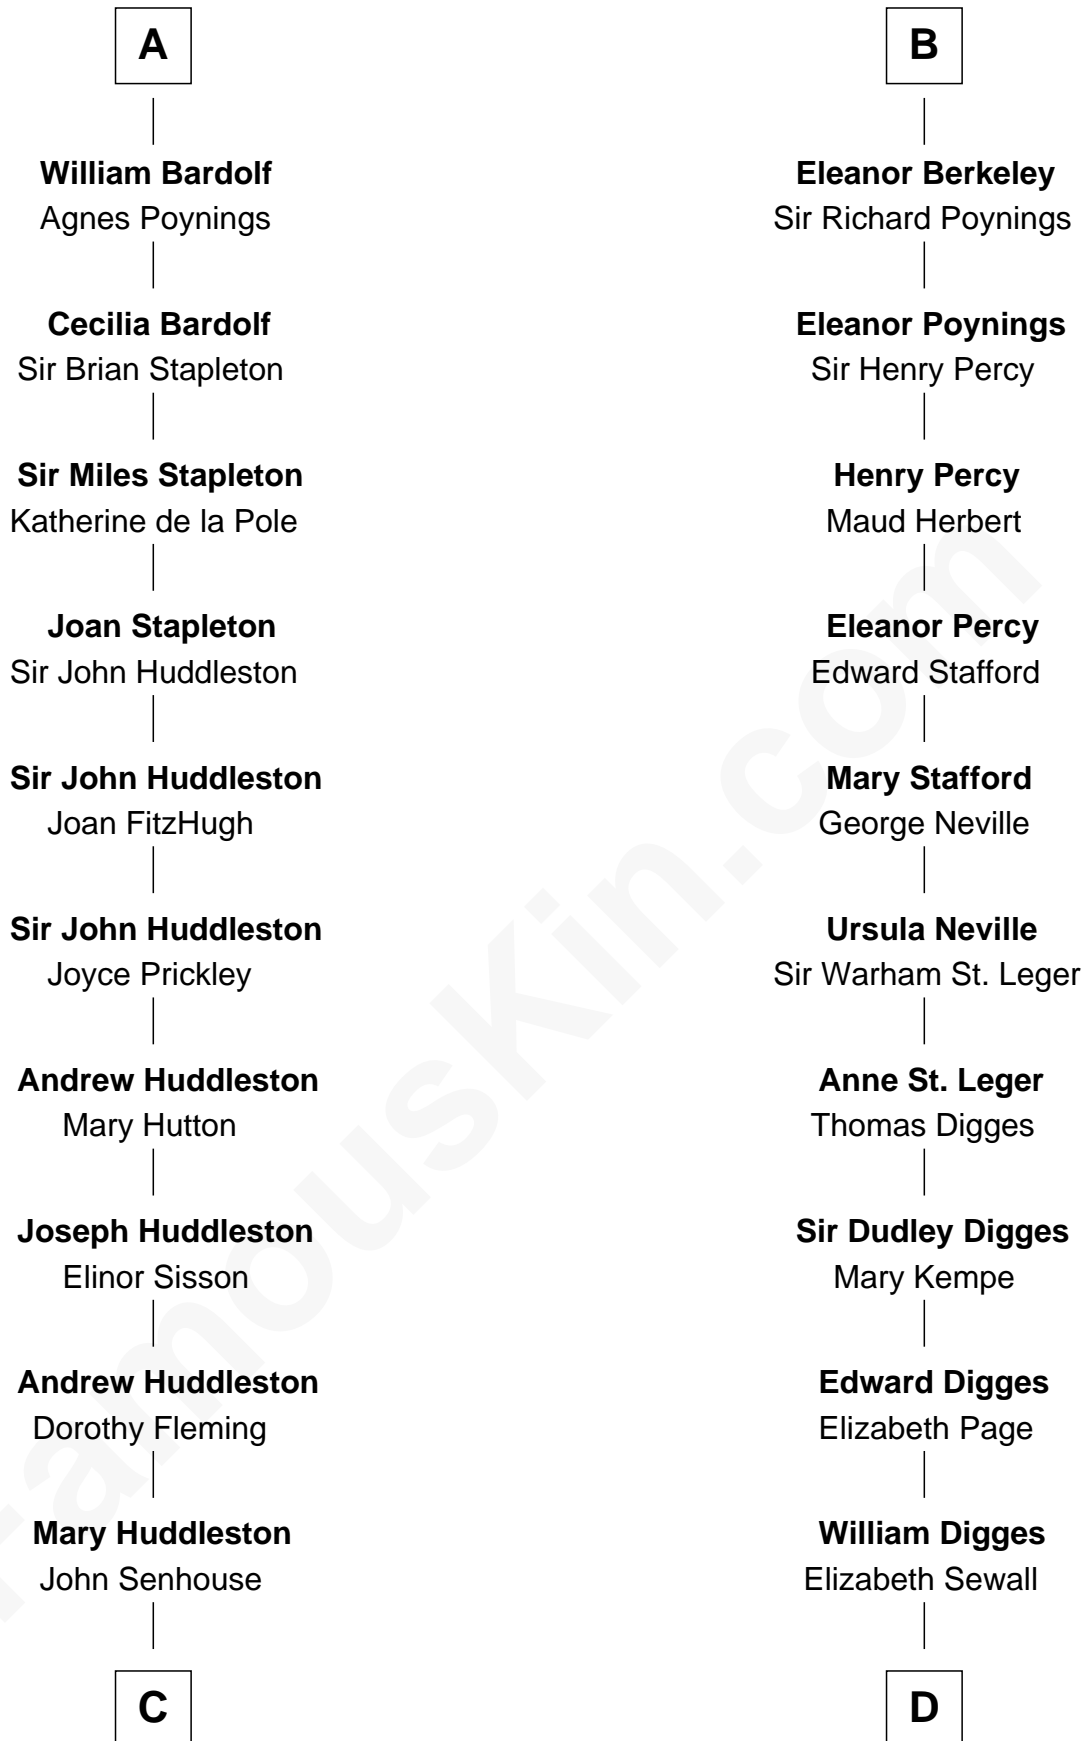 A
William Bardolf
Agnes Poynings
Cecilia Bardolf
Sir Brian Stapleton
Sir Miles Stapleton
Katherine de la Pole
Joan Stapleton
Sir John Huddleston
Sir John Huddleston
Joan FitzHugh
Sir John Huddleston
Joyce Prickley
Andrew Huddleston
Mary Hutton
Joseph Huddleston
Elinor Sisson
Andrew Huddleston
Dorothy Fleming
Mary Huddleston
John Senhouse
C
B
Eleanor Berkeley
Sir Richard Poynings
Eleanor Poynings
Sir Henry Percy
Henry Percy
Maud Herbert
Eleanor Percy
Edward Stafford
Mary Stafford
George Neville
Ursula Neville
Sir Warham St. Leger
Anne St. Leger
Thomas Digges
Sir Dudley Digges
Mary Kempe
Edward Digges
Elizabeth Page
William Digges
Elizabeth Sewall
D
FamousKin.com